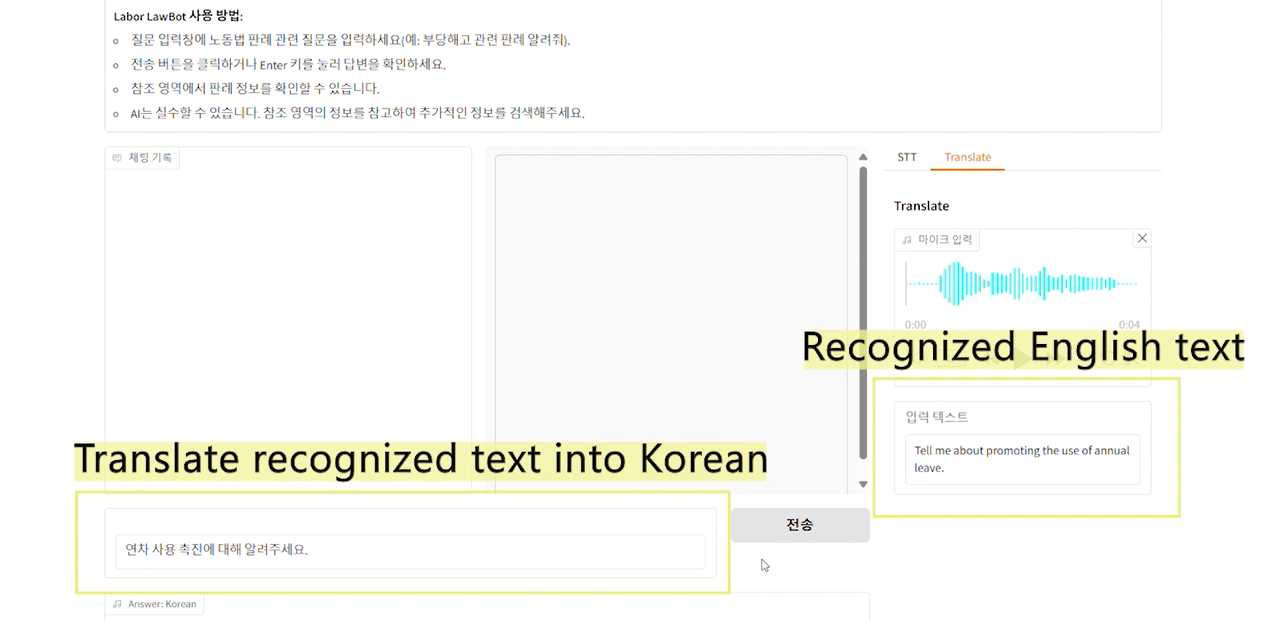 Labor LawBot 사용 방법:
질문 입력창에 노동법 판례 관련 질문을 입력하세요(예: 부당해고 관련 판례 알려줘).
전송 버튼을 클릭하거나 Enter 키를 눌러 답변을 확인하세요.
참조 영역에서 판례 정보를 확인할 수 있습니다.
AI는 실수할 수 있습니다. 참조 영역의 정보를 참고하여 추가적인 정보를 검색해주세요.
채팅 기록
STT Translate
Translate
마이크 입력
0:00 0:04
Recognized English text
입력 텍스트
Tell me about promoting the use of annual
leave.
Translate recognized text into Korean
전송
연차 사용 촉진에 대해 알려주세요.
Answer: Korean